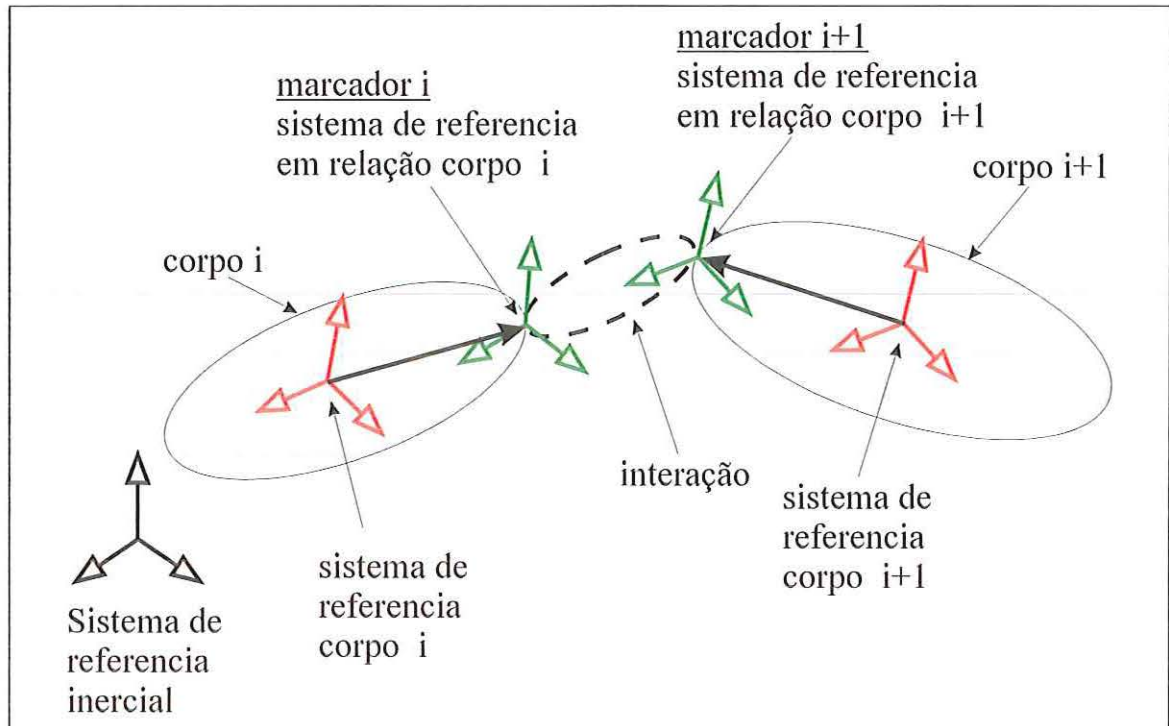 marcador i+1
sistema de referencia
em relação corpo i+1
marcador i
sistema de referencia
em relação corpo i
corpo i+1
corpo i
interação
sistema de
referencia
corpo i+1
sistema de
referencia
corpo i
Sistema de
referencia
inercial